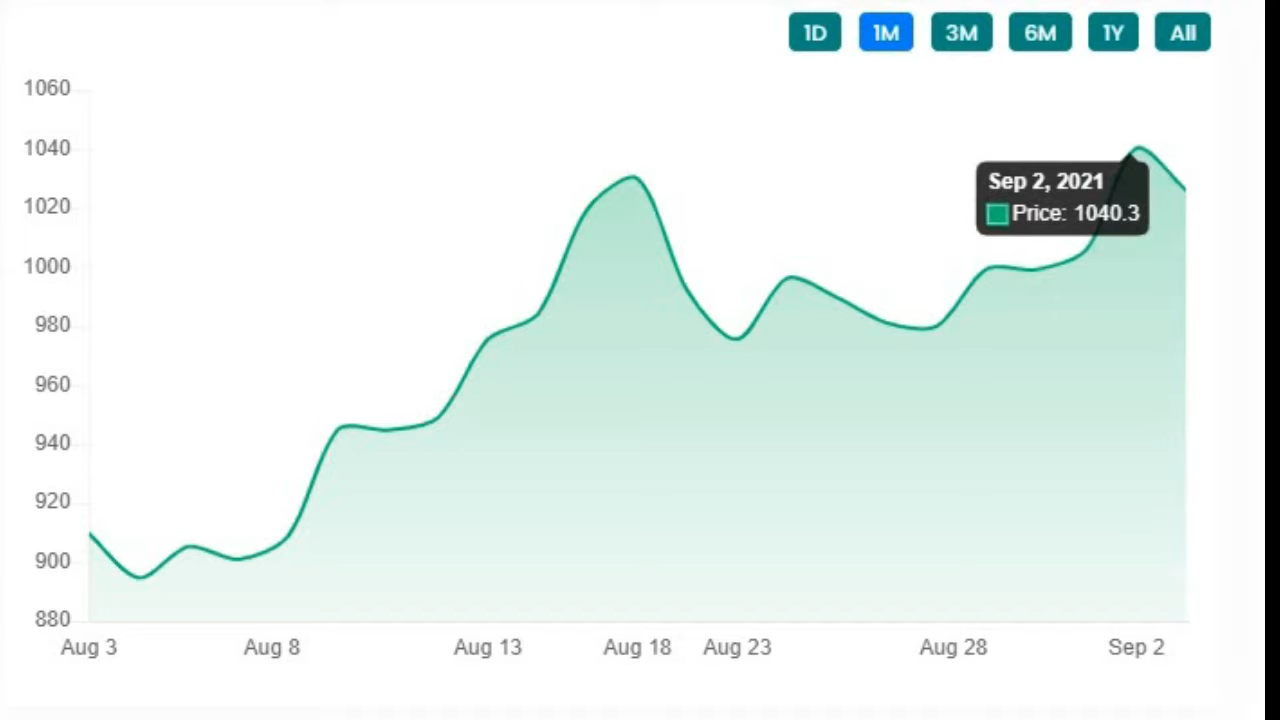 1D 1M 3M 6M 1Y All
1060
1040
1020
1000
980
960
940
920
900
880
Sep 2, 2021
Price: 1040.3
Aug 3 Aug 8 Aug 13 Aug 18 Aug 23 Aug 28 Sep 2